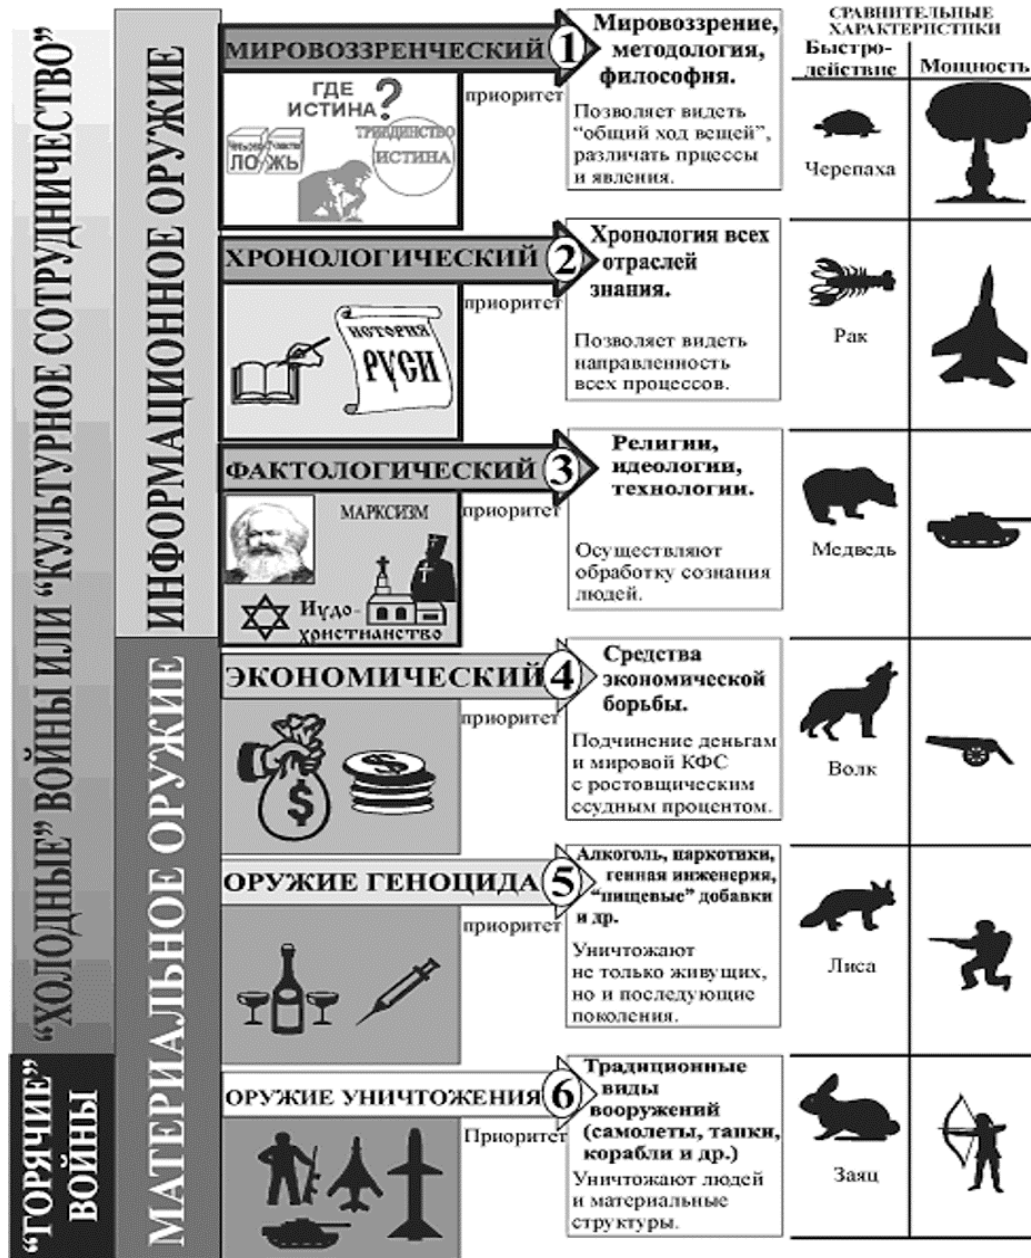 “ХОЛОДНЫЕ” ВОЙНЫ ИЛИ “КУЛЬТУРНОЕ СОТРУДНИЧЕСТВО”
“ГОРЯЧИЕ”
ВОЙНЫ
ИНФОРМАЦИОННОЕ ОРУЖИЕ
МАТЕРИАЛЬНОЕ ОРУЖИЕ
СРАВНИТЕЛЬНЫЕ
ХАРАКТЕРИСТИКИ
Быстро-
действие
Мощность
МИРОВОЗЗРЕНЧЕСКИЙ 1
приоритет
ГДЕ
ИСТИНА?
ЛОЖЬ
ТРИЕДИНСТВО
ИСТИНА
Мировоззрение,
методология,
философия.
Позволяет видеть
“общий ход вещей”,
различать прцессы
и явления.
Черепаха
ХРОНОЛОГИЧЕСКИЙ 2
приоритет
ИСТОРИЯ
РУСИ
Хронология всех
отраслей
знания.
Позволяет видеть
направленность
всех процессов.
Рак
ФАКТОЛОГИЧЕСКИЙ 3
приоритет
МАРКСИЗМ
Иудо-
христианство
Религии,
идеологии,
технологии.
Осуществляют
обработку сознания
людей.
Медведь
ЭКОНОМИЧЕСКИЙ 4
приоритет
$
$
Средства
экономической
борьбы.
Подчинение деньгам
и мировой КФС
с ростовщическим
ссудным процентом.
Волк
ОРУЖИЕ ГЕНОЦИДА 5
приоритет
Алкоголь, наркотики,
генная инженерия,
“пищевые” добавки
и др.
Уничтожают
не только живущих,
но и последующие
поколения.
Лиса
ОРУЖИЕ УНИЧТОЖЕНИЯ 6
Приоритет
Традиционные
виды
вооружений
(самолеты, танки,
корабли и др.)
Уничтожают людей
и материальные
структуры.
Заяц